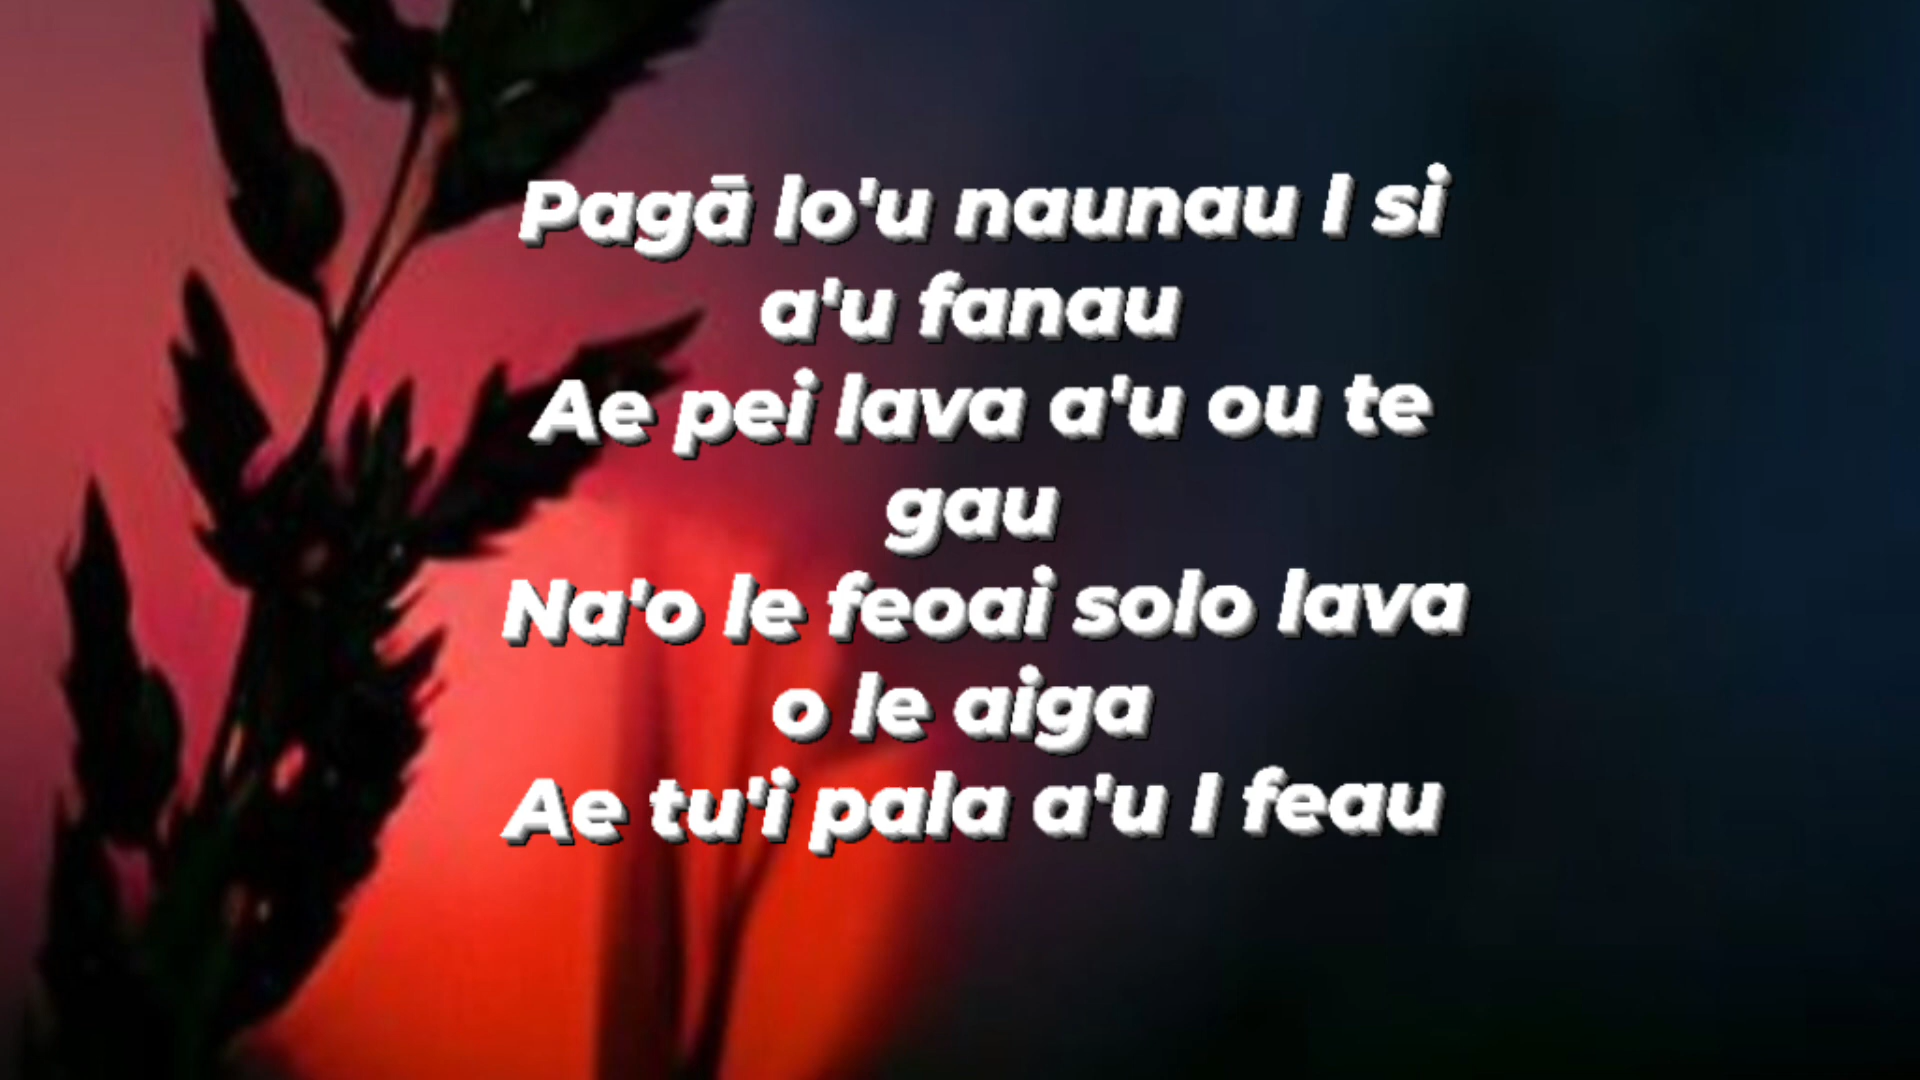 Pagā lo'u naunau I si
a'u fanau
Ae pei lava a'u ou te
gau
Na'o le feoai solo lava
o le aiga
Ae tu'i pala a'u I feau